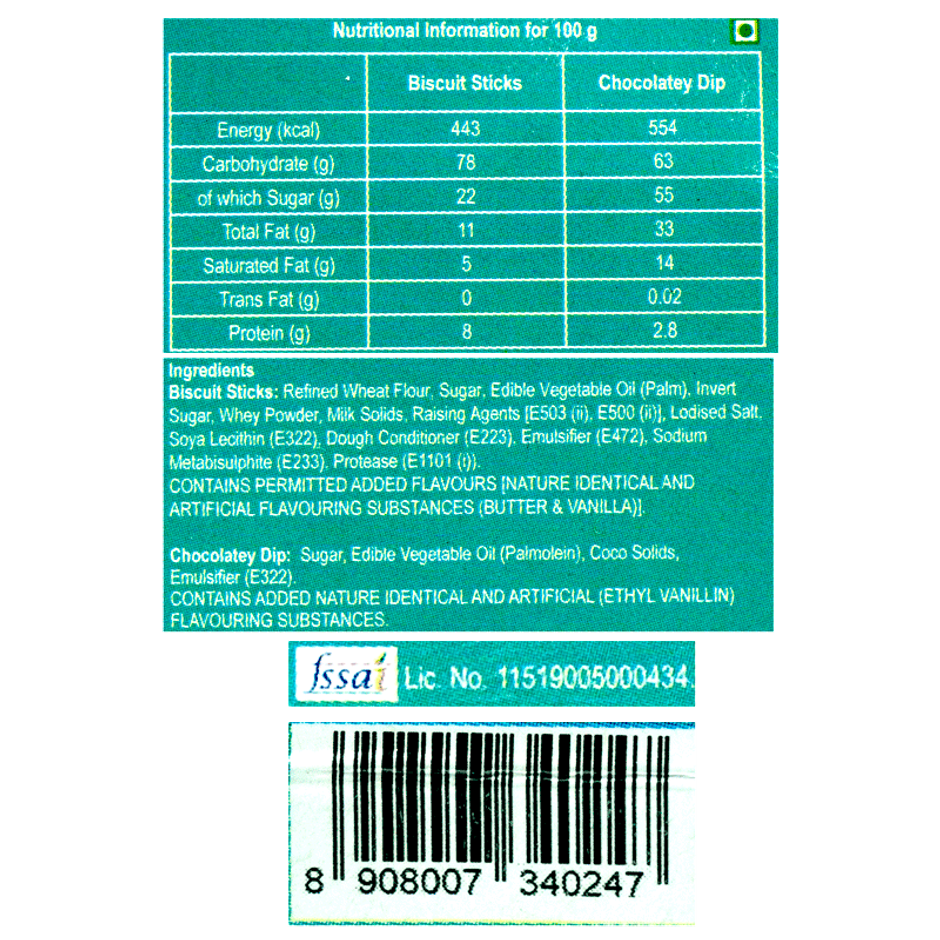 Nutritional Information for 100 g
Biscuit Sticks Chocolatey Dip
Energy (kcal) 443 554
Carbohydrate (g) 78 63
of which Sugar (g) 22 55
Total Fat (g) 11 33
Saturated Fat (g) 5 14
Trans Fat (g) 0 0.02
Protein (g) 8 2.8
Ingredients
Biscuit Sticks: Refined Wheat Flour, Sugar, Edible Vegetable Oil (Palm), Invert
Sugar, Whey Powder, Milk Solids, Raising Agents [E503 (ii), E500 (ii)], Lodised Salt.
Soya Lecithin (E322), Dough Conditioner (E223), Emulsifier (E472), Sodium
Metabisulphite (E233), Protease (E1101 (i)).
CONTAINS PERMITTED ADDED FLAVOURS [NATURE IDENTICAL AND
ARTIFICIAL FLAVOURING SUBSTANCES (BUTTER & VANILLA)].
Chocolatey Dip: Sugar, Edible Vegetable Oil (Palmolein), Coco Solids,
Emulsifier (E322).
CONTAINS ADDED NATURE IDENTICAL AND ARTIFICIAL (ETHYL VANILLIN)
FLAVOURING SUBSTANCES.
fssai Lic. No. 11519005000434.
8 908007 340247